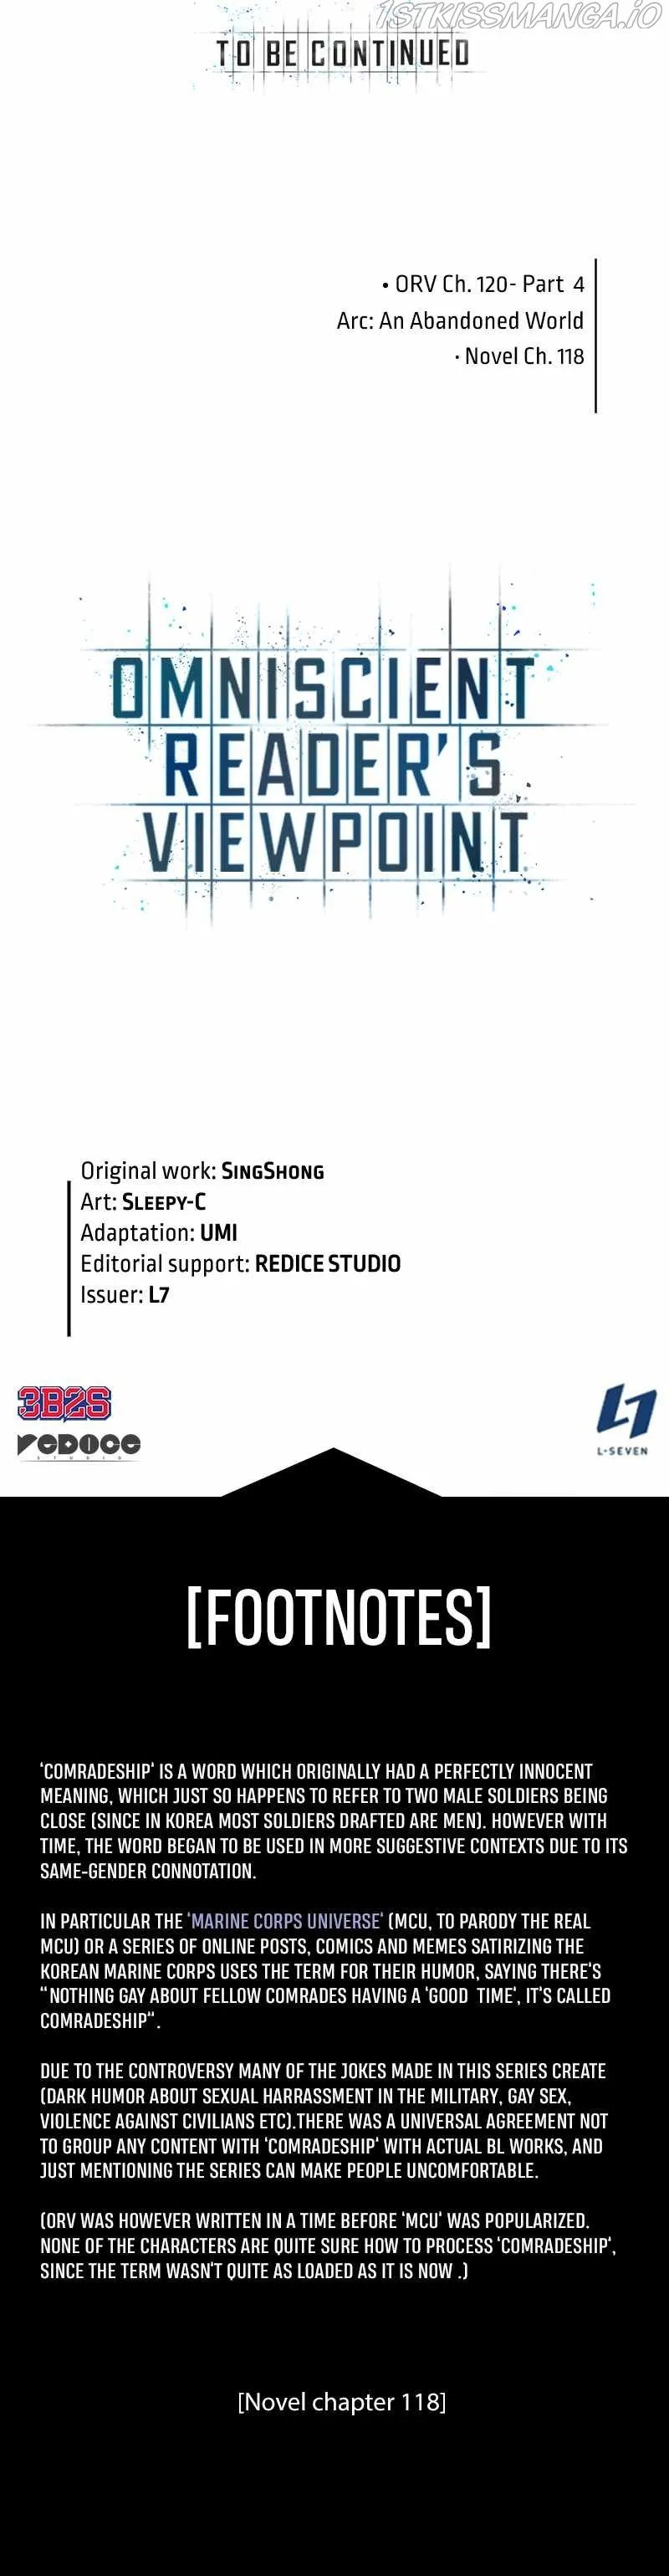 1STKISSMANGA.iO
TO BE CONTINUED
• ORV Ch. 120- Part 4
Arc: An Abandoned World
· Novel Ch. 118
OMNISCIENT
READER'S
VIEWPOINT
Original work: SINGSHONG
Art: SLEEPY-C
Adaptation: UMI
Editorial support: REDICE STUDIO
Issuer: L7
3B2S
REDICE
STUDIO
L7
L·SEVEN
[FOOTNOTES]
'COMRADESHIP' IS A WORD WHICH ORIGINALLY HAD A PERFECTLY INNOCENT
MEANING, WHICH JUST SO HAPPENS TO REFER TO TWO MALE SOLDIERS BEING
CLOSE (SINCE IN KOREA MOST SOLDIERS DRAFTED ARE MEN). HOWEVER WITH
TIME, THE WORD BEGAN TO BE USED IN MORE SUGGESTIVE CONTEXTS DUE TO ITS
SAME-GENDER CONNOTATION.
IN PARTICULAR THE 'MARINE CORPS UNIVERSE' (MCU, TO PARODY THE REAL
MCU) OR A SERIES OF ONLINE POSTS, COMICS AND MEMES SATIRIZING THE
KOREAN MARINE CORPS USES THE TERM FOR THEIR HUMOR, SAYING THERE'S
"NOTHING GAY ABOUT FELLOW COMRADES HAVING A 'GOOD TIME', IT'S CALLED
COMRADESHIP".
DUE TO THE CONTROVERSY MANY OF THE JOKES MADE IN THIS SERIES CREATE
(DARK HUMOR ABOUT SEXUAL HARRASSMENT IN THE MILITARY, GAY SEX,
VIOLENCE AGAINST CIVILIANS ETC).THERE WAS A UNIVERSAL AGREEMENT NOT
TO GROUP ANY CONTENT WITH 'COMRADESHIP' WITH ACTUAL BL WORKS, AND
JUST MENTIONING THE SERIES CAN MAKE PEOPLE UNCOMFORTABLE.
(ORV WAS HOWEVER WRITTEN IN A TIME BEFORE 'MCU' WAS POPULARIZED.
NONE OF THE CHARACTERS ARE QUITE SURE HOW TO PROCESS 'COMRADESHIP',
SINCE THE TERM WASN'T QUITE AS LOADED AS IT IS NOW .)
[Novel chapter 118]